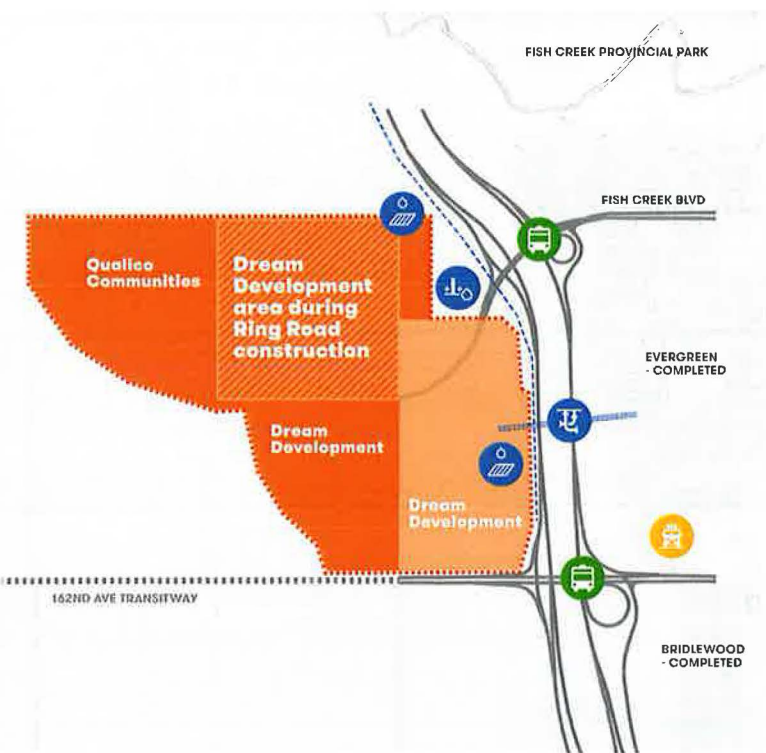 FISH CREEK PROVINCIAL PARK
FISH CREEK BLVD
Qualico
Communities
Dream
Development
area during
Ring Road
construction
EVERGREEN
- COMPLETED
Dream
Development
Dream
Development
162ND AVE TRANSITWAY
BRIDLEWOOD
- COMPLETED